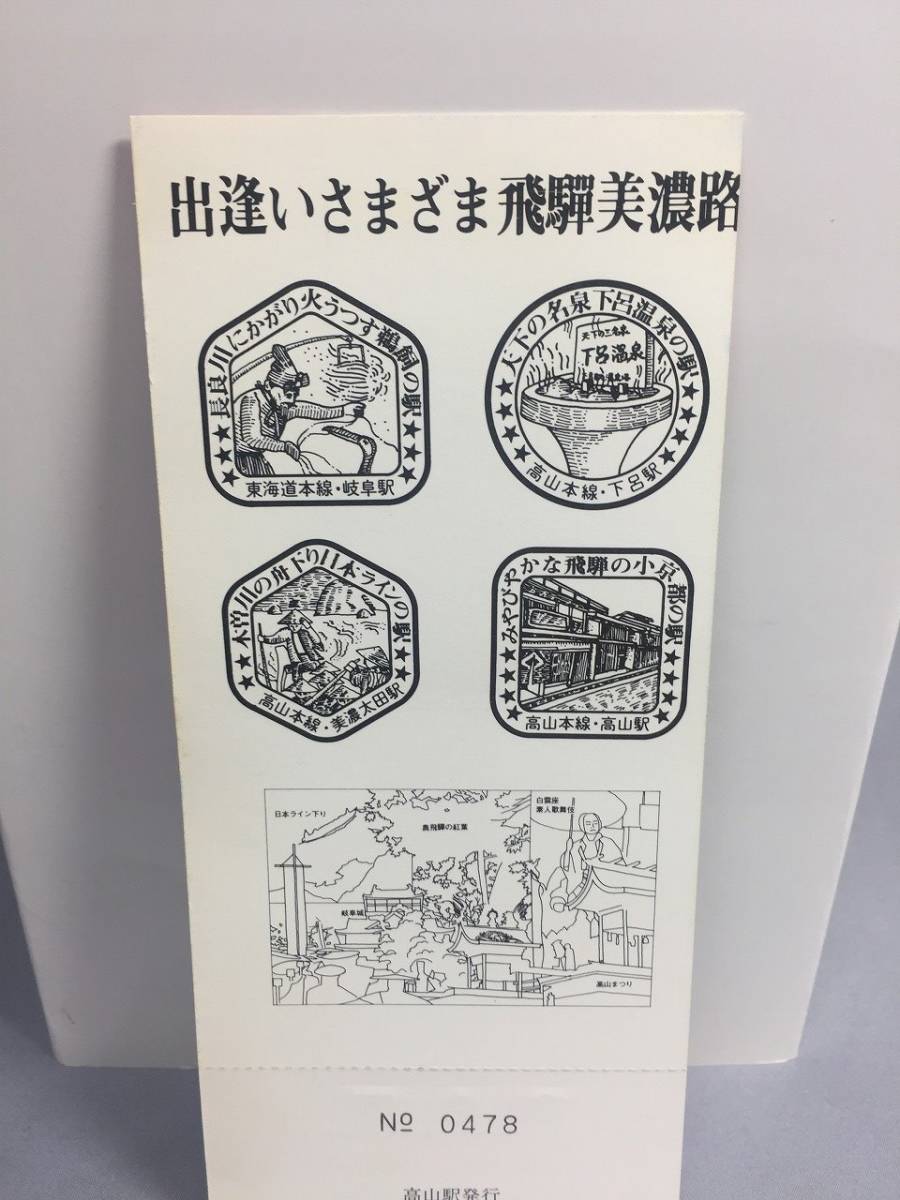 出逢いさまざま飛騨美濃路
長良川にかがり火うつす鵜飼の駅
東海道本線・岐阜駅
天下の名泉下呂温泉の駅
天下の三名泉
下呂温泉
高山本線・下呂駅
木曽川の舟下り日本ラインの駅
高山本線・美濃太田駅
みやびやかな飛騨の小京都の駅
高山本線・高山駅
日本ライン下り
奥飛騨の紅葉
白雲座
素人歌舞伎
岐阜城
高山まつり
№ 0478
高山駅発行